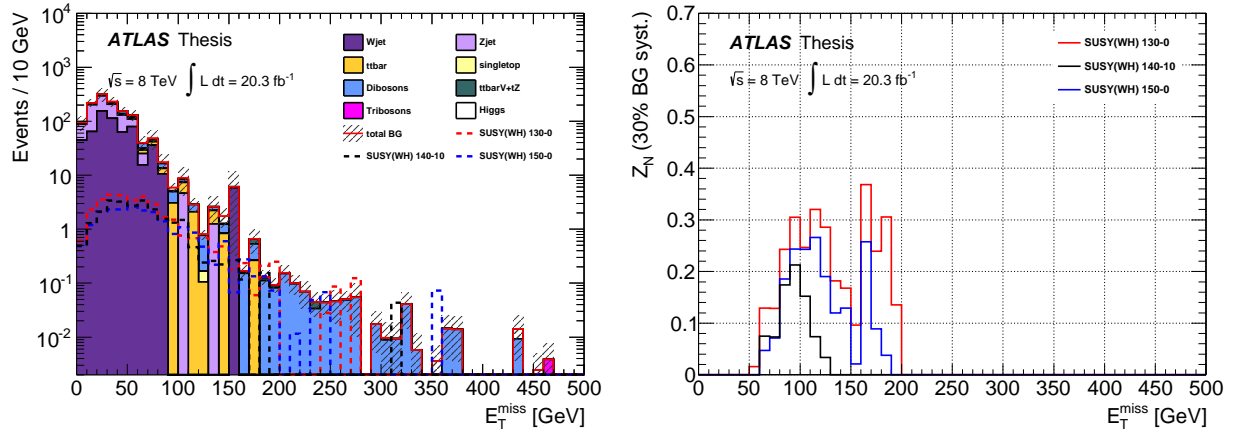 Events / 10 GeV
10⁴
10³
10²
10
1
10⁻¹
10⁻²
ATLAS Thesis
√s = 8 TeV ∫ L dt = 20.3 fb⁻¹
Wjet
Zjet
ttbar
singletop
Dibosons
ttbarV+tZ
Tribosons
Higgs
total BG
SUSY(WH) 130-0
SUSY(WH) 140-10
SUSY(WH) 150-0
0 50 100 150 200 250 300 350 400 450 500
E_T^miss [GeV]
Z_N (30% BG syst.)
0.7
0.6
0.5
0.4
0.3
0.2
0.1
0
ATLAS Thesis
√s = 8 TeV ∫ L dt = 20.3 fb⁻¹
SUSY(WH) 130-0
SUSY(WH) 140-10
SUSY(WH) 150-0
0 50 100 150 200 250 300 350 400 450 500
E_T^miss [GeV]